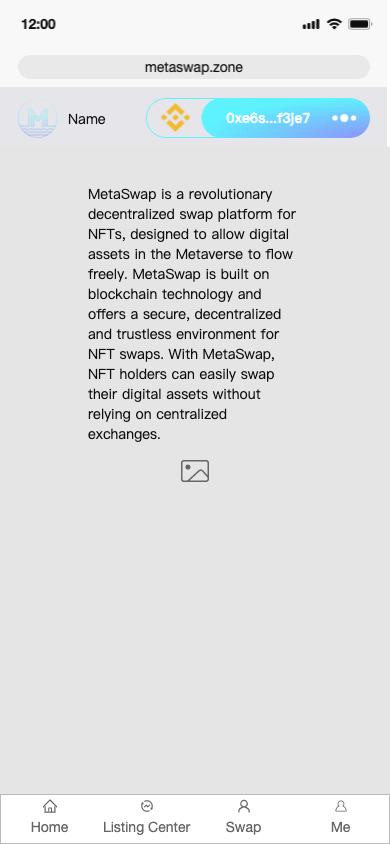 12:00
metaswap.zone
Name
0xe6s...f3je7
MetaSwap is a revolutionary
decentralized swap platform for
NFTs, designed to allow digital
assets in the Metaverse to flow
freely. MetaSwap is built on
blockchain technology and
offers a secure, decentralized
and trustless environment for
NFT swaps. With MetaSwap,
NFT holders can easily swap
their digital assets without
relying on centralized
exchanges.
Home
Listing Center
Swap
Me